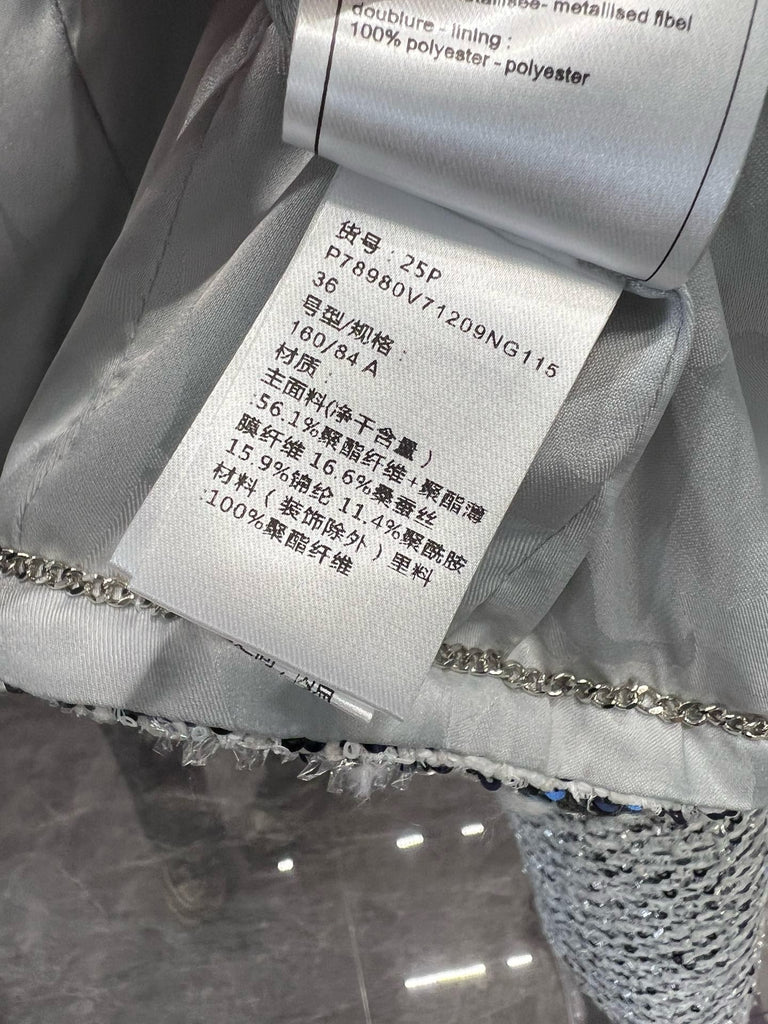 metallised fibel
doublure - lining :
100% polyester - polyester
货号 : 25P
P78980V71209NG115
36
号型/规格 :
160/84 A
材质 :
主面料(净干含量)
:56.1%聚酯纤维+聚酯薄
膜纤维 16.6%桑蚕丝
15.9%锦纶 11.4%聚酰胺
材料 ( 装饰除外 ) 里料
:100%聚酯纤维